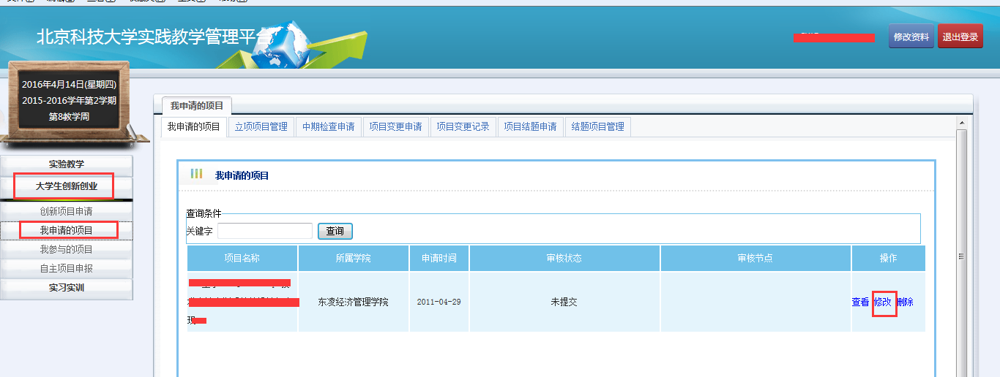 北京科技大学实践教学管理平台
修改资料 退出登录
2016年4月14日(星期四)
2015-2016学年第2学期
第8教学周
实验教学
大学生创新创业
创新项目申请
我申请的项目
我参与的项目
自主项目申报
实习实训
我申请的项目
我申请的项目 立项项目管理 中期检查申请 项目变更申请 项目变更记录 项目结题申请 结题项目管理
我申请的项目
查询条件
关键字 查询
项目名称 所属学院 申请时间 审核状态 审核节点 操作
东凌经济管理学院 2011-04-29 未提交 查看 修改 删除
现